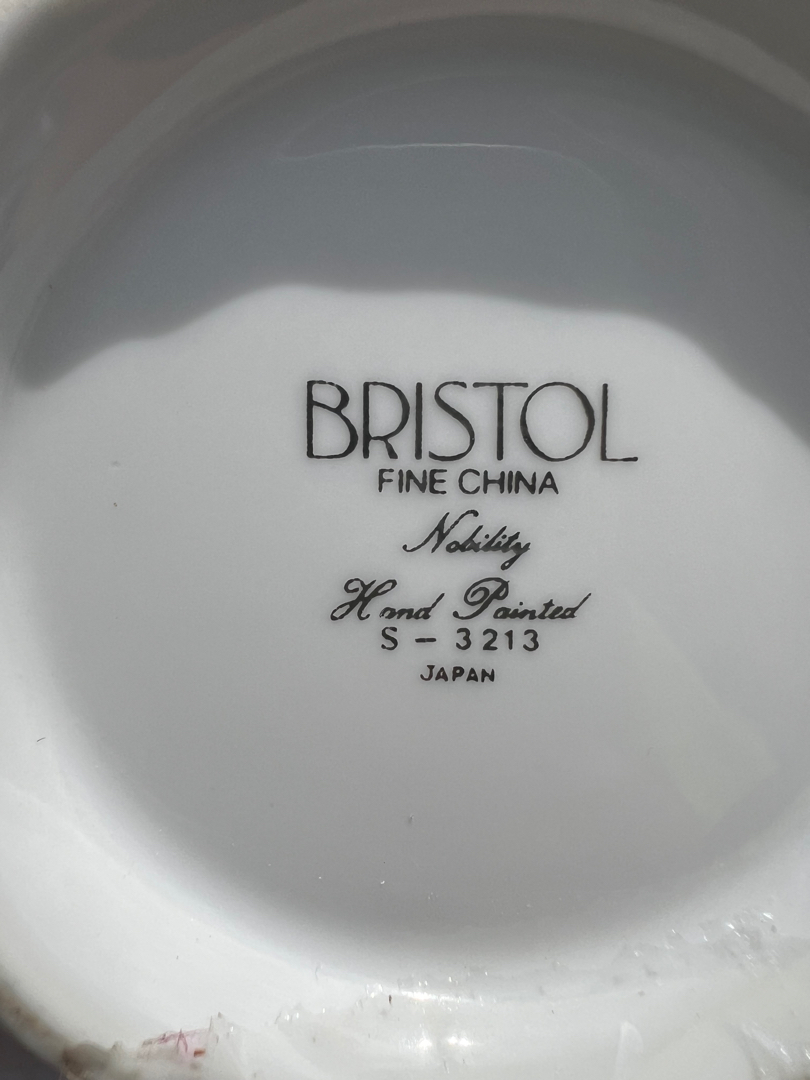 BRISTOL
FINE CHINA
Nobility
Hand Painted
S - 3213
JAPAN